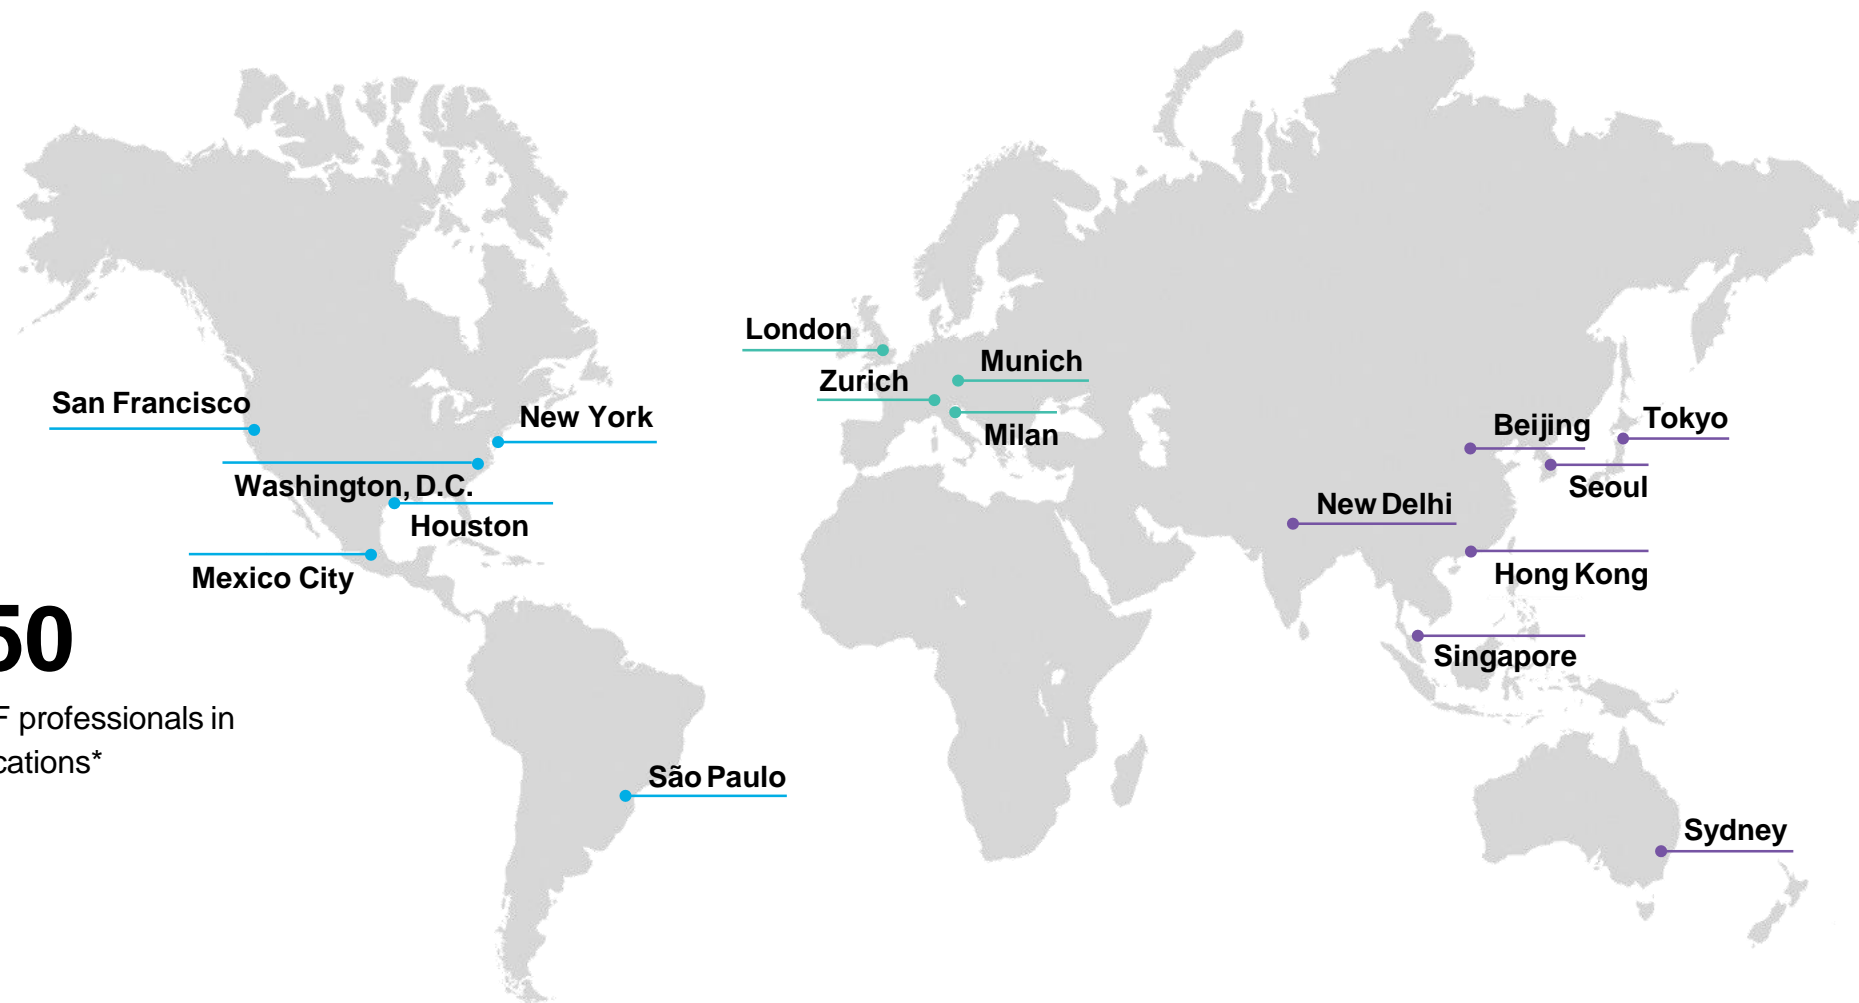 London
Munich
Zurich
San Francisco
New York
Milan
Beijing
Tokyo
Washington, D.C.
Seoul
New Delhi
Houston
Mexico City
Hong Kong
50
Singapore
professionals in
São Paulo
Sydney